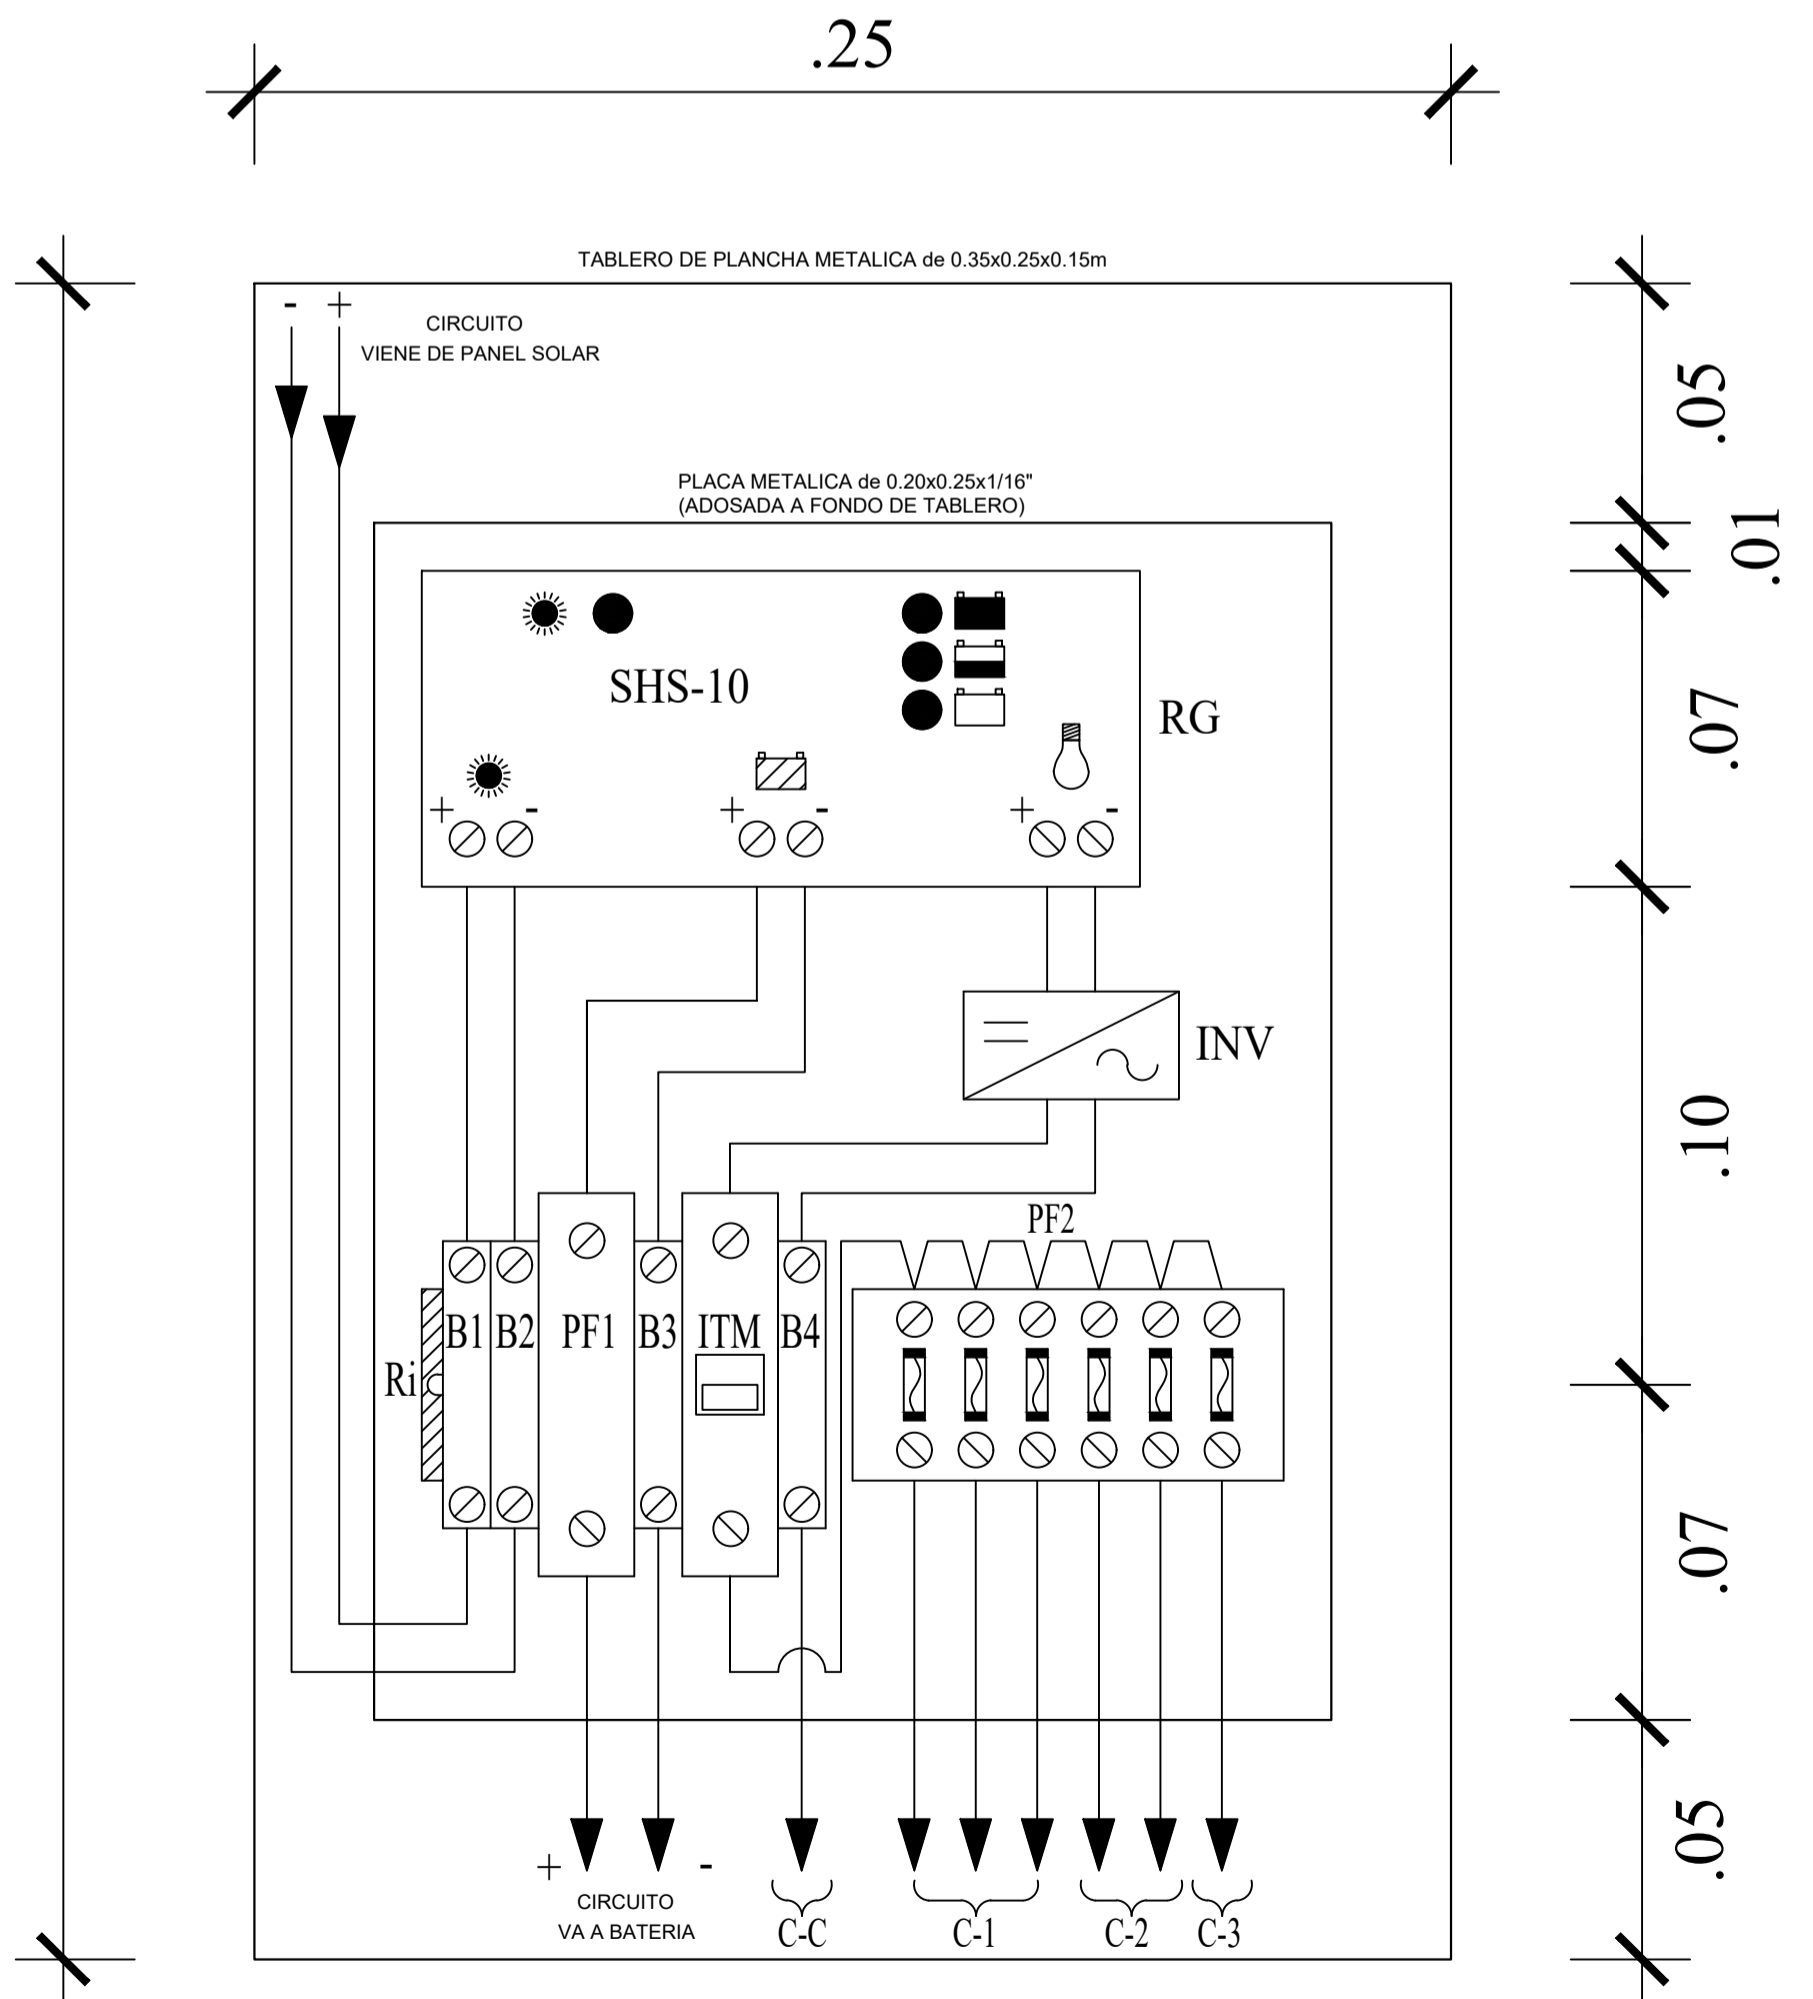 .25
TABLERO DE PLANCHA METALICA de 0.35x0.25x0.15m
- +
CIRCUITO
VIENE DE PANEL SOLAR
.05
PLACA METALICA de 0.20x0.25x1/16"
(ADOSADA A FONDO DE TABLERO)
.01
SHS-10
RG
.07
+ - + - + -
INV
.10
PF2
B1 B2 PF1 B3 ITM B4
Ri
.07
.05
+ -
CIRCUITO
VA A BATERIA
C-C C-1 C-2 C-3